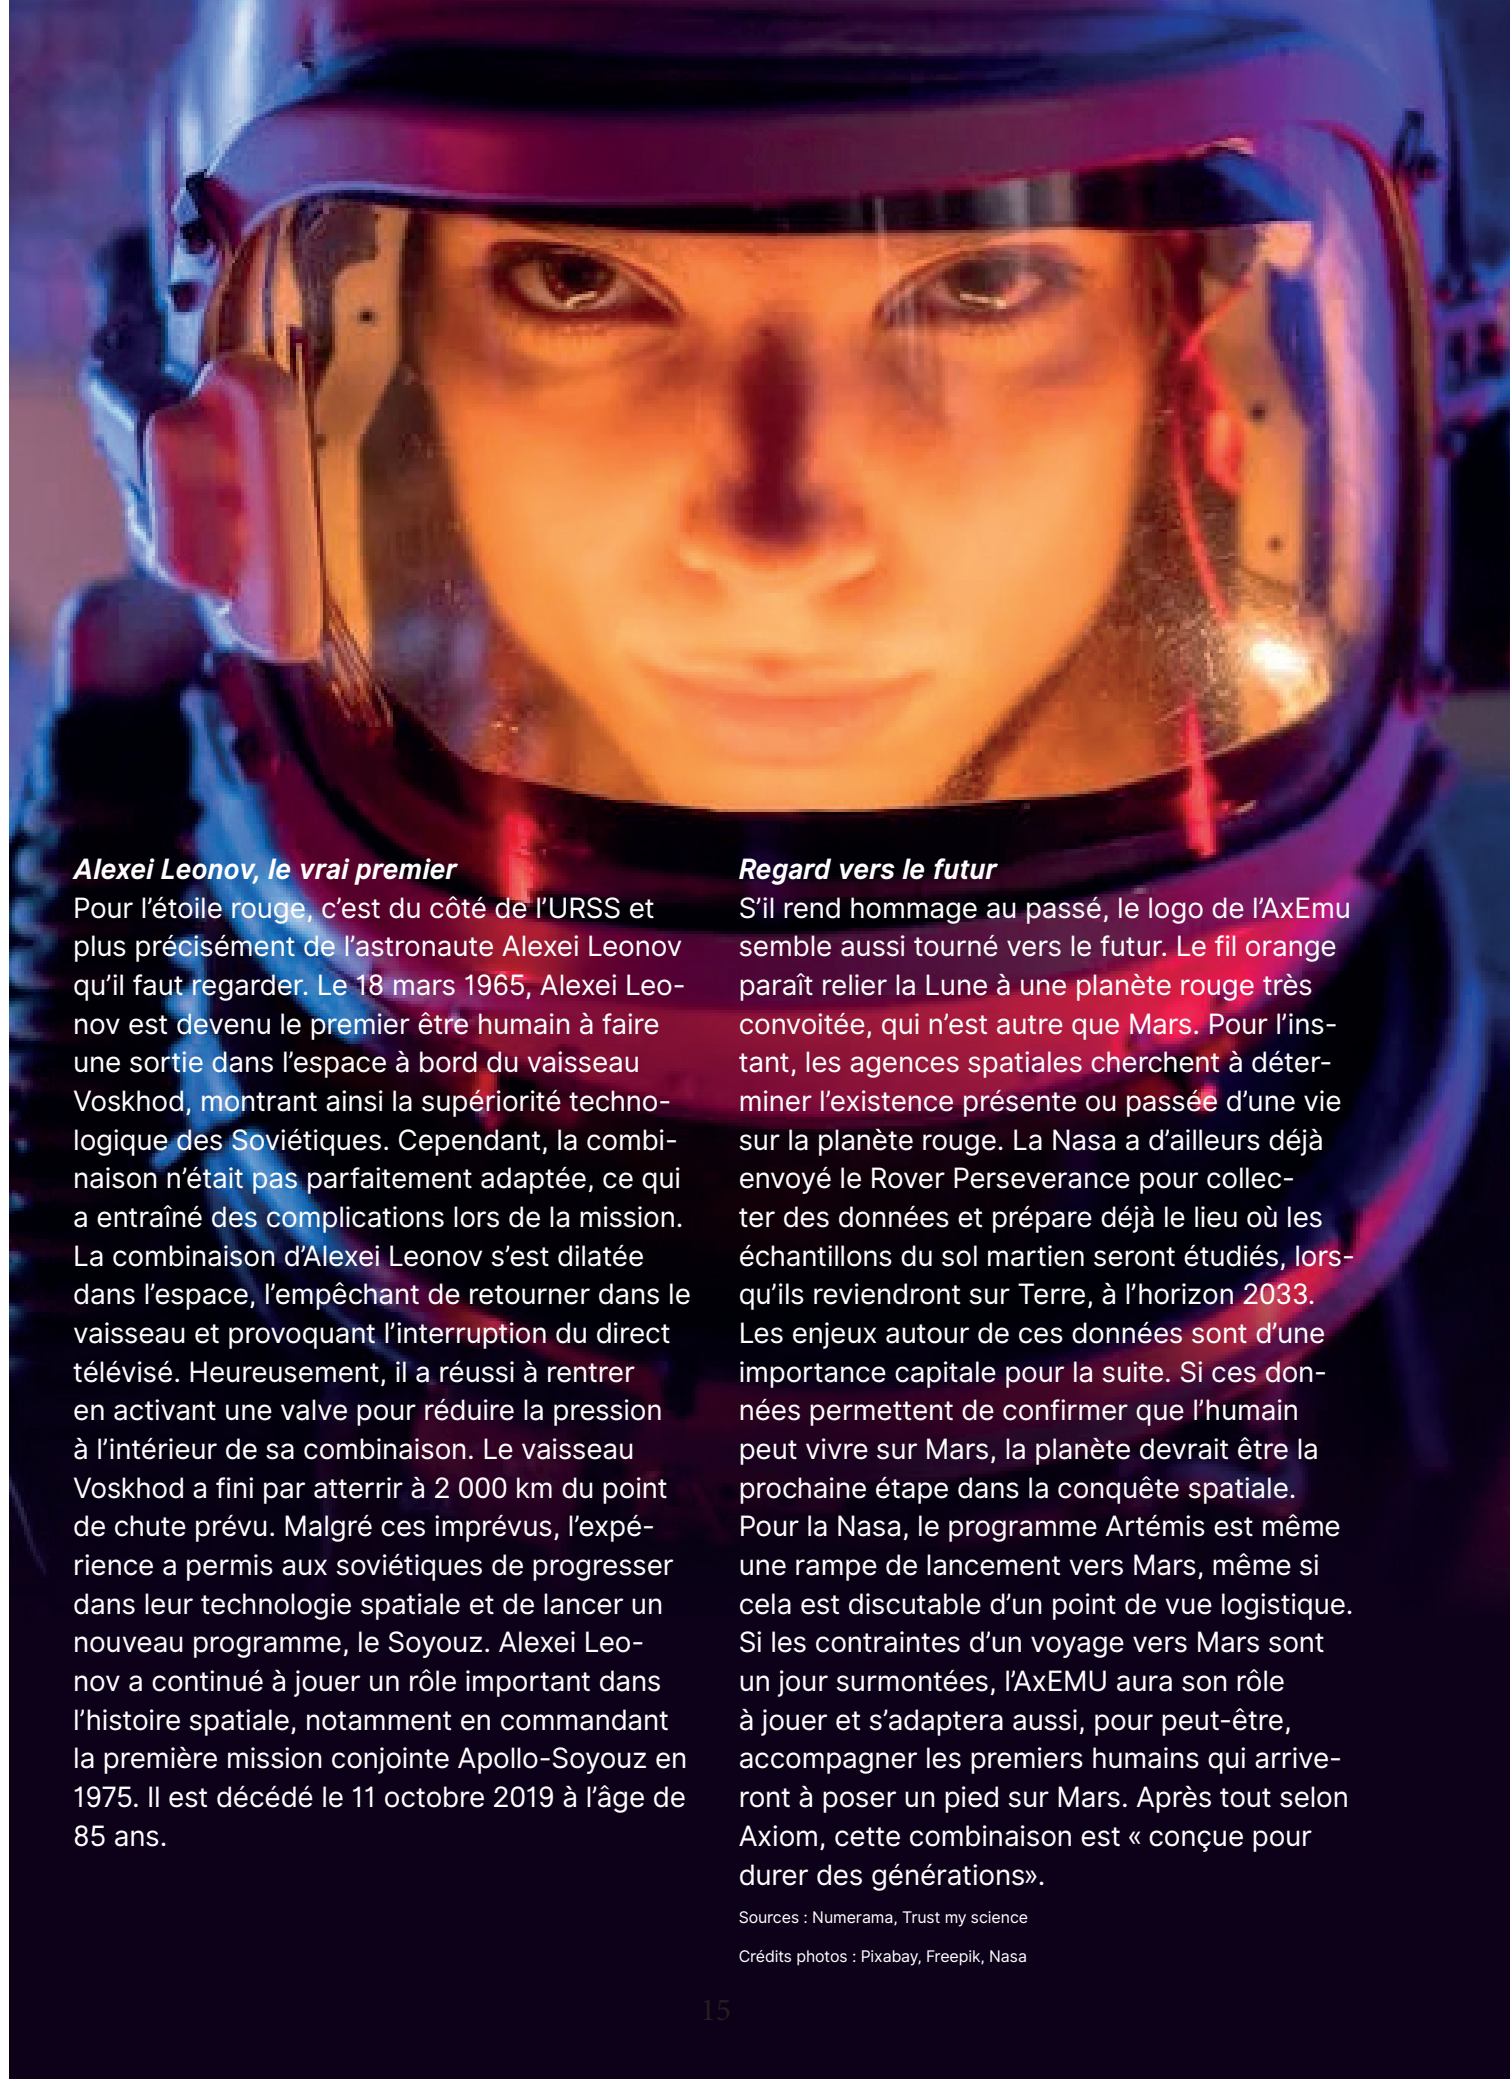 Alexei Leonov, le vrai premier
Pour l’étoile rouge, c’est du côté de l’URSS et
plus précisément de l’astronaute Alexei Leonov
qu’il faut regarder. Le 18 mars 1965, Alexei Leo-
nov est devenu le premier être humain à faire
une sortie dans l’espace à bord du vaisseau
Voskhod, montrant ainsi la supériorité techno-
logique des Soviétiques. Cependant, la combi-
naison n’était pas parfaitement adaptée, ce qui
a entraîné des complications lors de la mission.
La combinaison d’Alexei Leonov s’est dilatée
dans l’espace, l’empêchant de retourner dans le
vaisseau et provoquant l’interruption du direct
télévisé. Heureusement, il a réussi à rentrer
en activant une valve pour réduire la pression
à l’intérieur de sa combinaison. Le vaisseau
Voskhod a fini par atterrir à 2 000 km du point
de chute prévu. Malgré ces imprévus, l’expé-
rience a permis aux soviétiques de progresser
dans leur technologie spatiale et de lancer un
nouveau programme, le Soyouz. Alexei Leo-
nov a continué à jouer un rôle important dans
l’histoire spatiale, notamment en commandant
la première mission conjointe Apollo-Soyouz en
1975. Il est décédé le 11 octobre 2019 à l’âge de
85 ans.
Regard vers le futur
S’il rend hommage au passé, le logo de l’AxEmu
semble aussi tourné vers le futur. Le fil orange
paraît relier la Lune à une planète rouge très
convoitée, qui n’est autre que Mars. Pour l’ins-
tant, les agences spatiales cherchent à déter-
miner l’existence présente ou passée d’une vie
sur la planète rouge. La Nasa a d’ailleurs déjà
envoyé le Rover Perseverance pour collec-
ter des données et prépare déjà le lieu où les
échantillons du sol martien seront étudiés, lors-
qu’ils reviendront sur Terre, à l’horizon 2033.
Les enjeux autour de ces données sont d’une
importance capitale pour la suite. Si ces don-
nées permettent de confirmer que l’humain
peut vivre sur Mars, la planète devrait être la
prochaine étape dans la conquête spatiale.
Pour la Nasa, le programme Artémis est même
une rampe de lancement vers Mars, même si
cela est discutable d’un point de vue logistique.
Si les contraintes d’un voyage vers Mars sont
un jour surmontées, l’AxEMU aura son rôle
à jouer et s’adaptera aussi, pour peut-être,
accompagner les premiers humains qui arrive-
ront à poser un pied sur Mars. Après tout selon
Axiom, cette combinaison est « conçue pour
durer des générations».
Sources : Numerama, Trust my science
Crédits photos : Pixabay, Freepik, Nasa
15